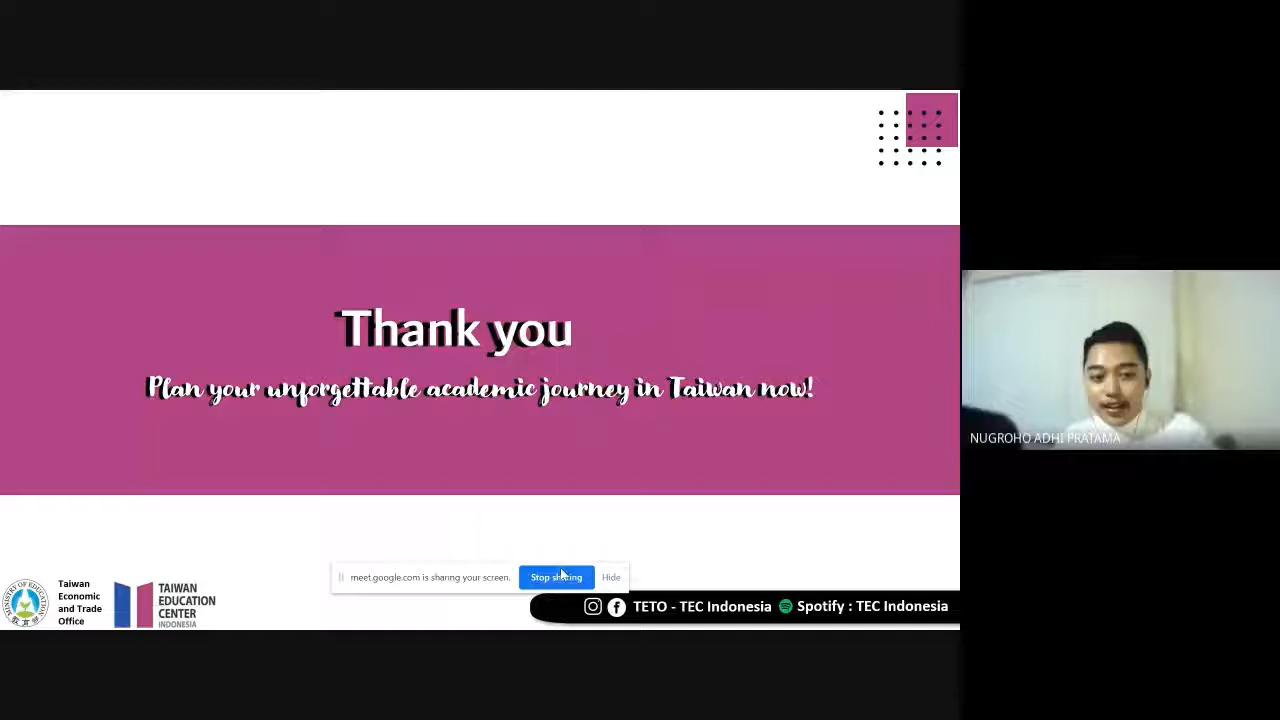 Thank you
Plan your unforgettable academic journey in Taiwan now!
NUGROHO ADHI PRATAMA
meet.google.com is sharing your screen.
Stop sharing
Hide
Taiwan
Economic
and Trade
Office
TAIWAN
EDUCATION
CENTER
INDONESIA
TETO - TEC Indonesia
Spotify : TEC Indonesia